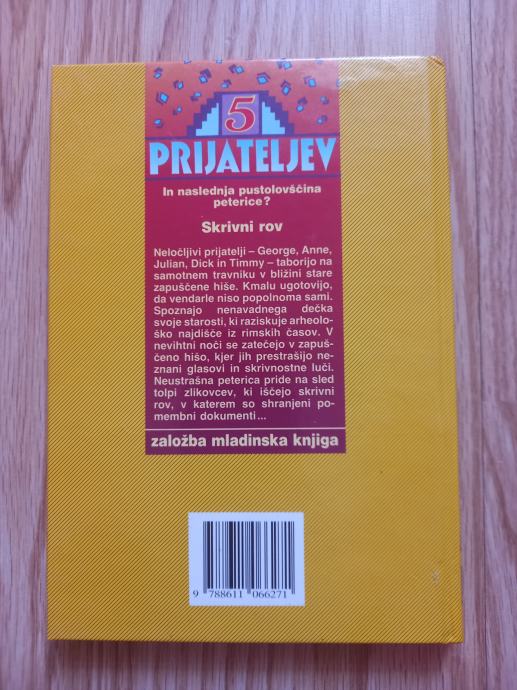 5
PRIJATELJEV
In naslednja pustolovščina
peterice?
Skrivni rov
Neločljivi prijatelji – George, Anne,
Julian, Dick in Timmy – taborijo na
samotnem travniku v bližini stare
zapuščene hiše. Kmalu ugotovijo,
da vendarle niso popolnoma sami.
Spoznajo nenavadnega dečka
svoje starosti, ki raziskuje arheolo-
ško najdišče iz rimskih časov. V
nevihtni noči se zatečejo v zapuš-
čeno hišo, kjer jih prestrašijo ne-
znani glasovi in skrivnostne luči.
Neustrašna peterica pride na sled
tolpi zlikovcev, ki iščejo skrivni
rov, v katerem so shranjeni po-
membni dokumenti ...
založba mladinska knjiga
9 788611 066271